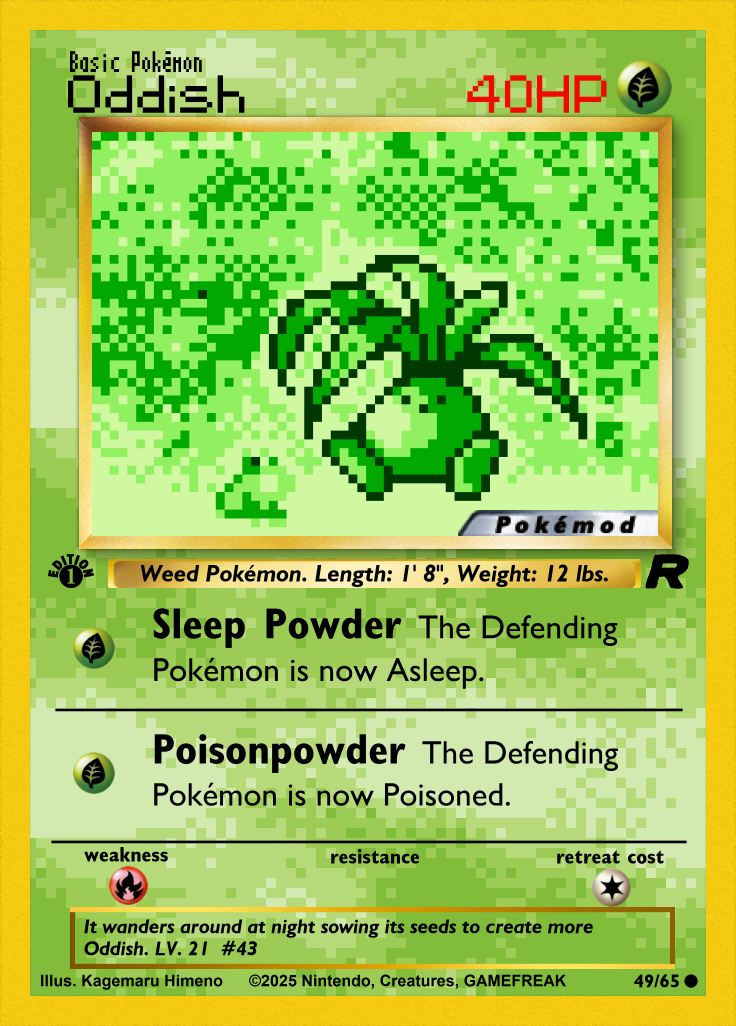 Basic Pokémon
Oddish 40HP
Pokémod
EDITION
1
Weed Pokémon. Length: 1' 8", Weight: 12 lbs.
R
Sleep Powder The Defending
Pokémon is now Asleep.
Poisonpowder The Defending
Pokémon is now Poisoned.
weakness resistance retreat cost
It wanders around at night sowing its seeds to create more
Oddish. LV. 21 #43
Illus. Kagemaru Himeno ©2025 Nintendo, Creatures, GAMEFREAK 49/65